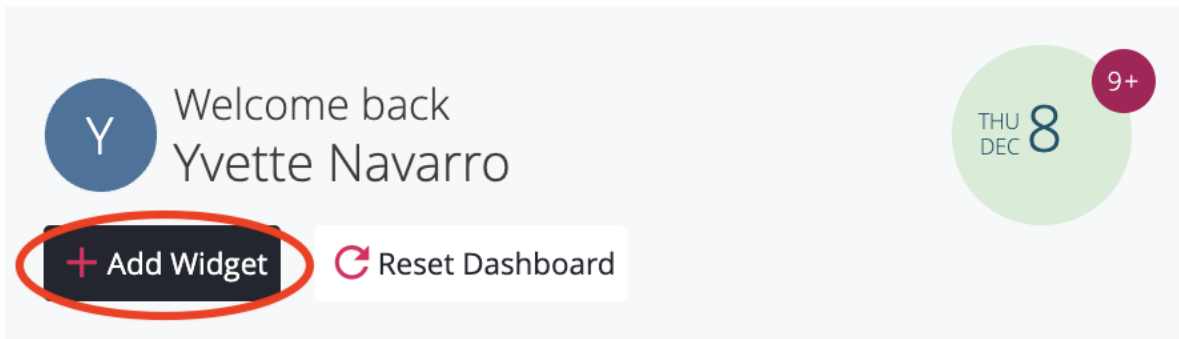 Y
Welcome back
Yvette Navarro
9+
THU
DEC
8
+ Add Widget
Reset Dashboard